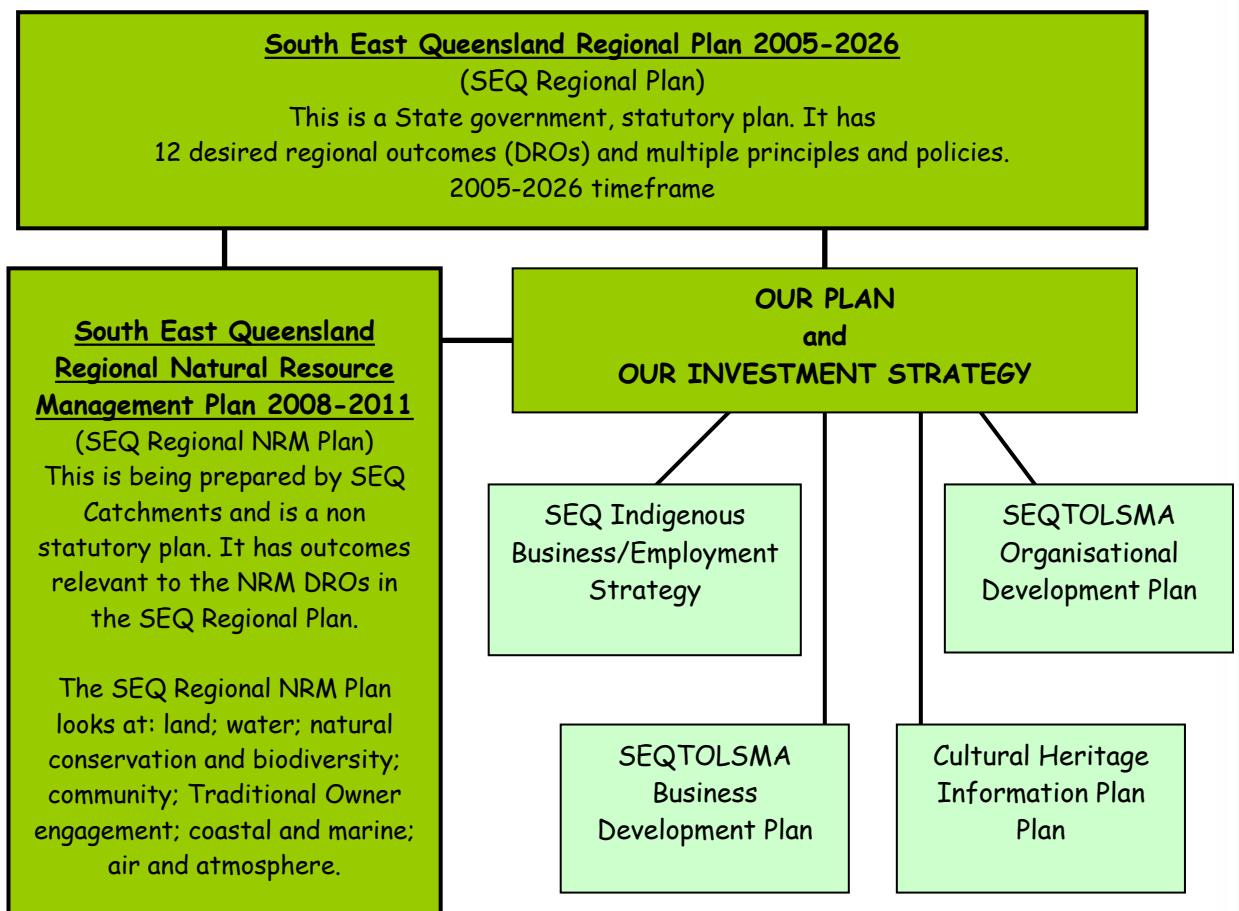 South East Queensland Regional Plan 2005-2026
(SEQ Regional Plan)
This is a State government, statutory plan. It has
12 desired regional outcomes (DROs) and multiple principles and policies.
2005-2026 timeframe
South East Queensland
Regional Natural Resource
Management Plan 2008-2011
(SEQ Regional NRM Plan)
This is being prepared by SEQ
Catchments and is a non
statutory plan. It has outcomes
relevant to the NRM DROs in
the SEQ Regional Plan.
The SEQ Regional NRM Plan
looks at: land; water; natural
conservation and biodiversity;
community; Traditional Owner
engagement; coastal and marine;
air and atmosphere.
OUR PLAN
and
OUR INVESTMENT STRATEGY
SEQ Indigenous
Business/Employment
Strategy
SEQTOLSMA
Organisational
Development Plan
SEQTOLSMA
Business
Development Plan
Cultural Heritage
Information Plan
Plan